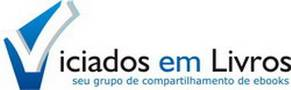 Viciados em Livros
seu grupo de compartilhamento de ebooks